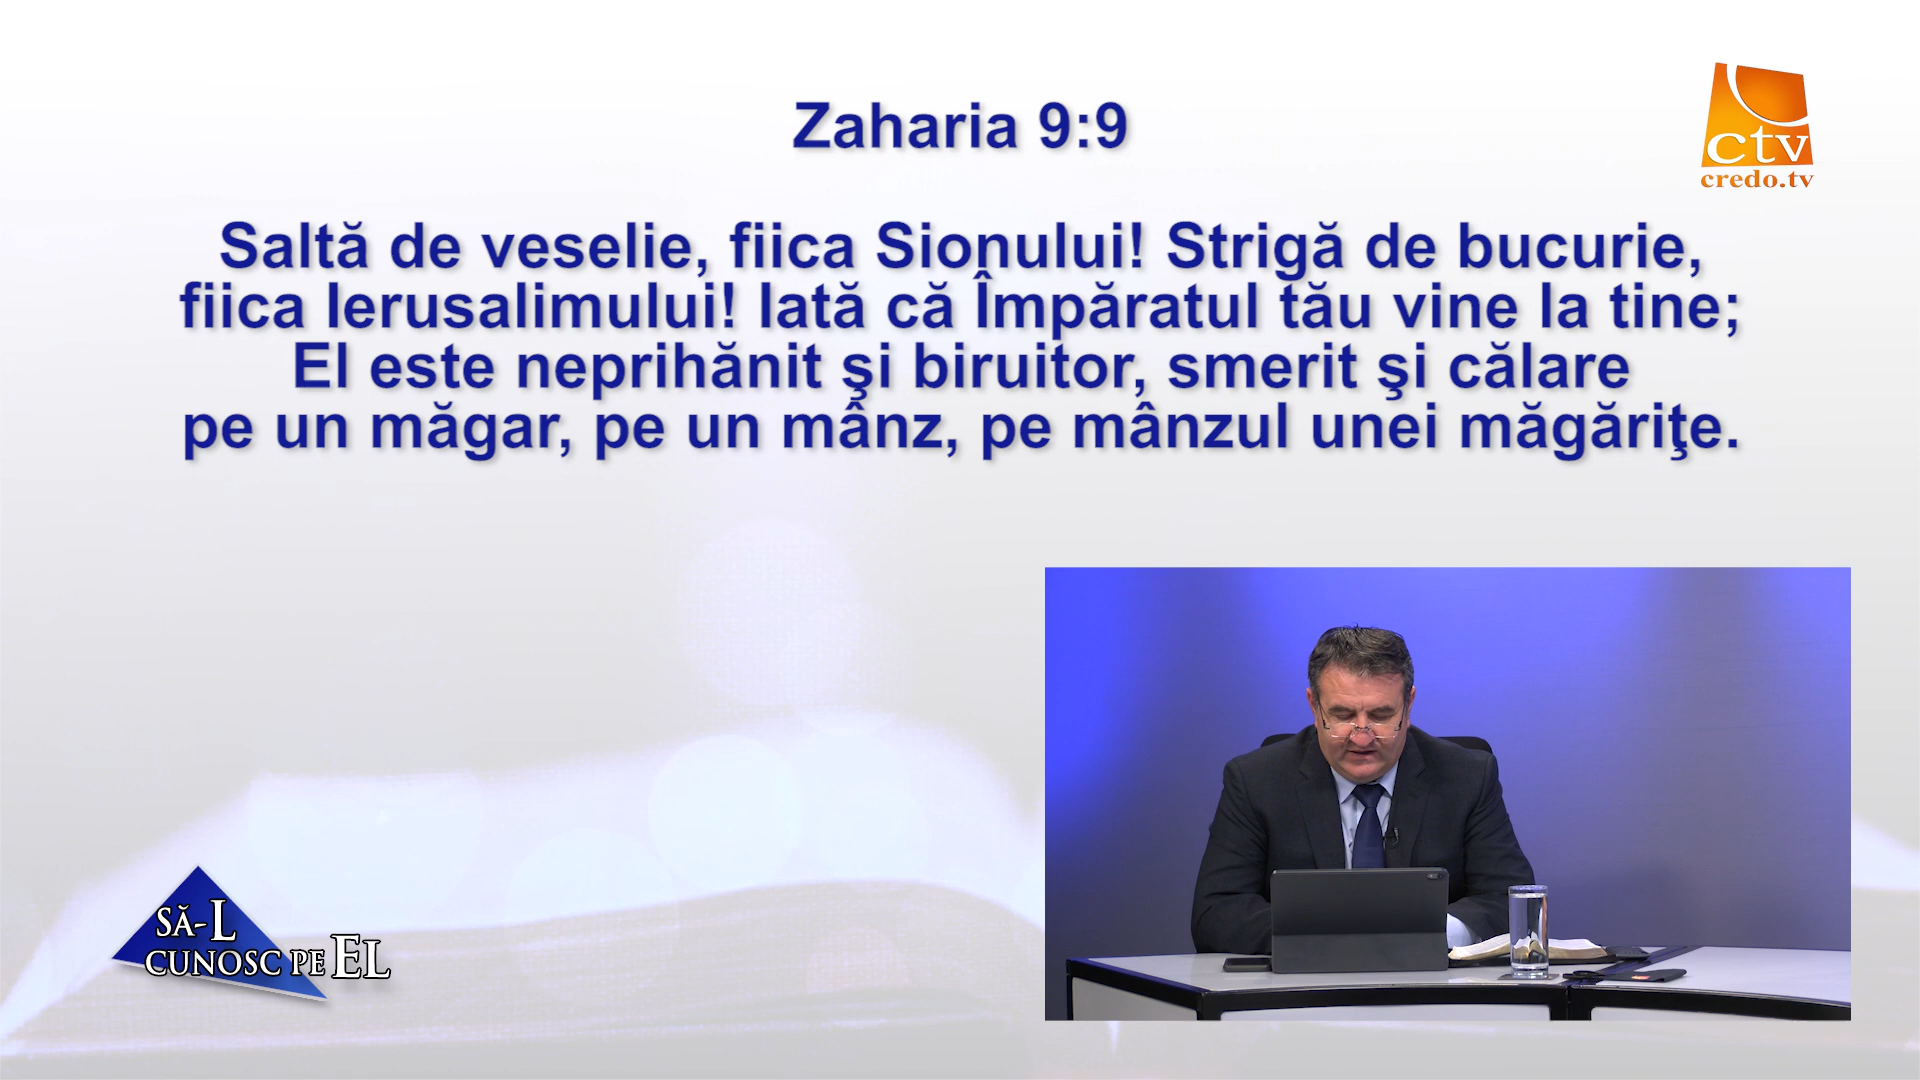 Zaharia 9:9
ctv
credo.tv
Saltă de veselie, fiica Sionului! Strigă de bucurie,
fiica Ierusalimului! Iată că Împăratul tău vine la tine;
El este neprihănit şi biruitor, smerit şi călare
pe un măgar, pe un mânz, pe mânzul unei măgăriţe.
SĂ-L
CUNOSC PE EL